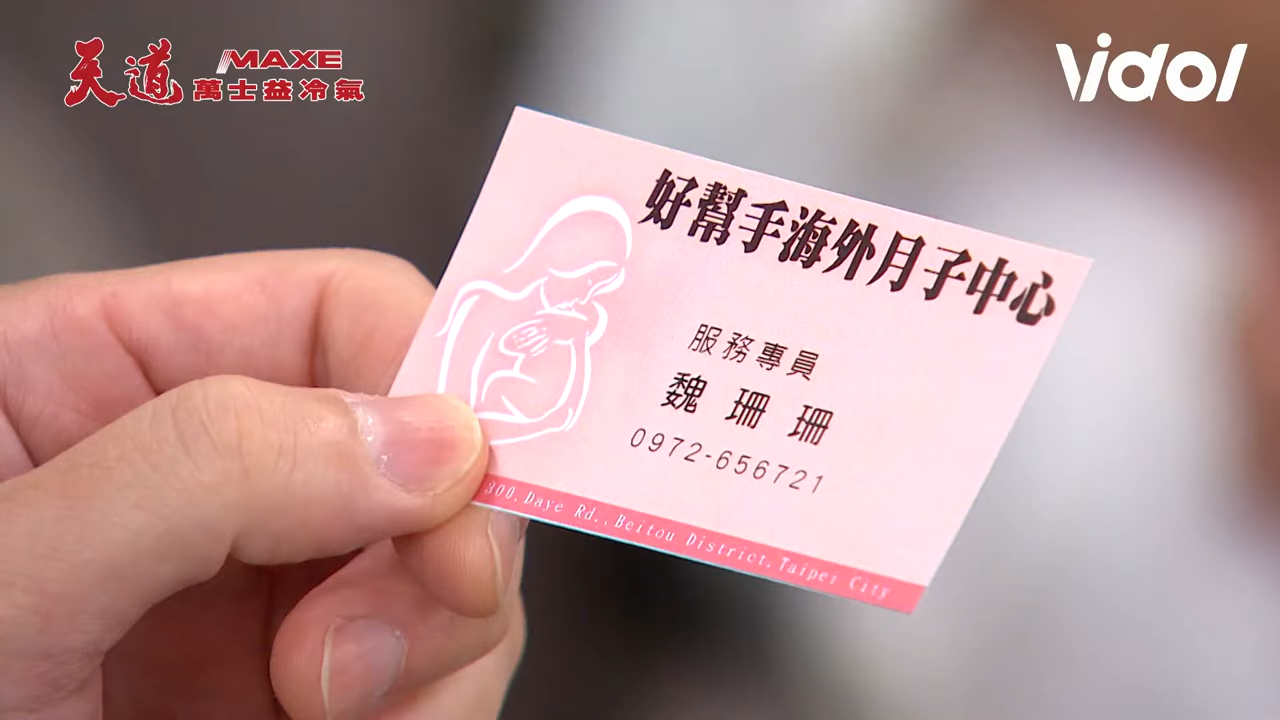 天道
MAXE
萬士益冷氣
Vidol
好幫手海外月子中心
服務專員
魏珊珊
0972-656721
300, Daye Rd., Beitou District, Taipei City